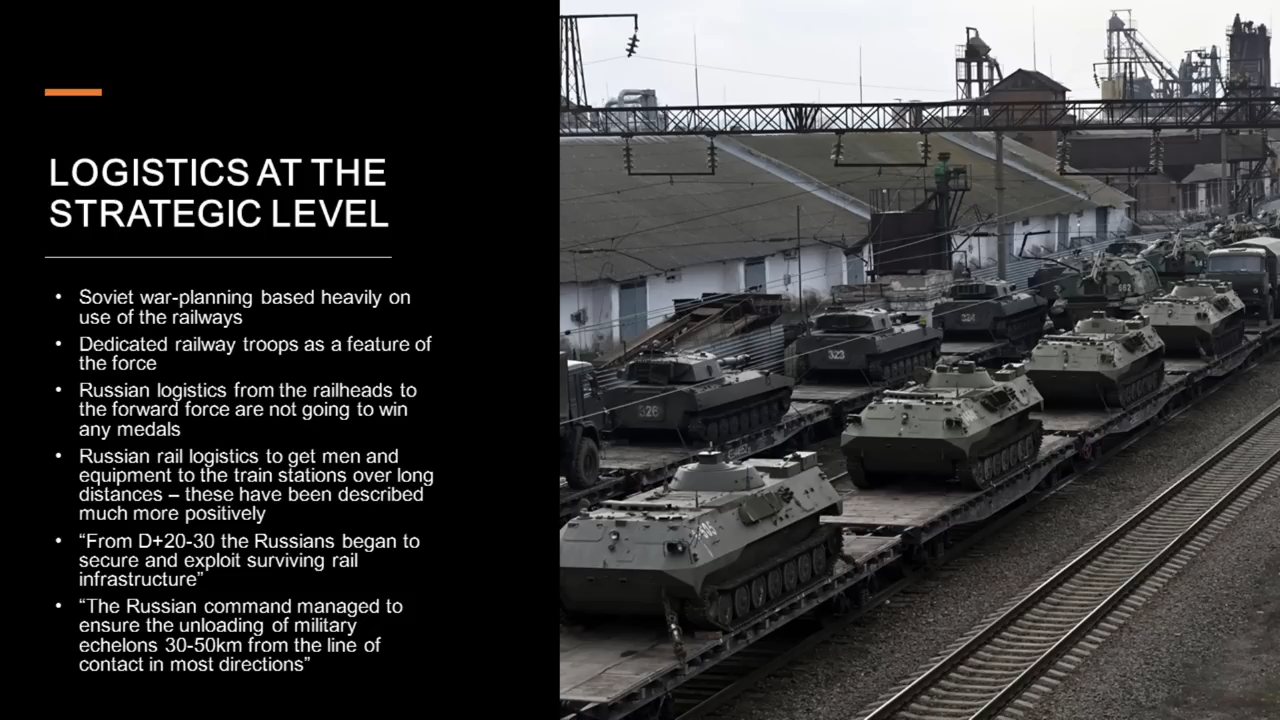 LOGISTICS AT THE
STRATEGIC LEVEL
• Soviet war-planning based heavily on
use of the railways
• Dedicated railway troops as a feature of
the force
• Russian logistics from the railheads to
the forward force are not going to win
any medals
• Russian rail logistics to get men and
equipment to the train stations over long
distances – these have been described
much more positively
• “From D+20-30 the Russians began to
secure and exploit surviving rail
infrastructure”
• “The Russian command managed to
ensure the unloading of military
echelons 30-50km from the line of
contact in most directions”
323